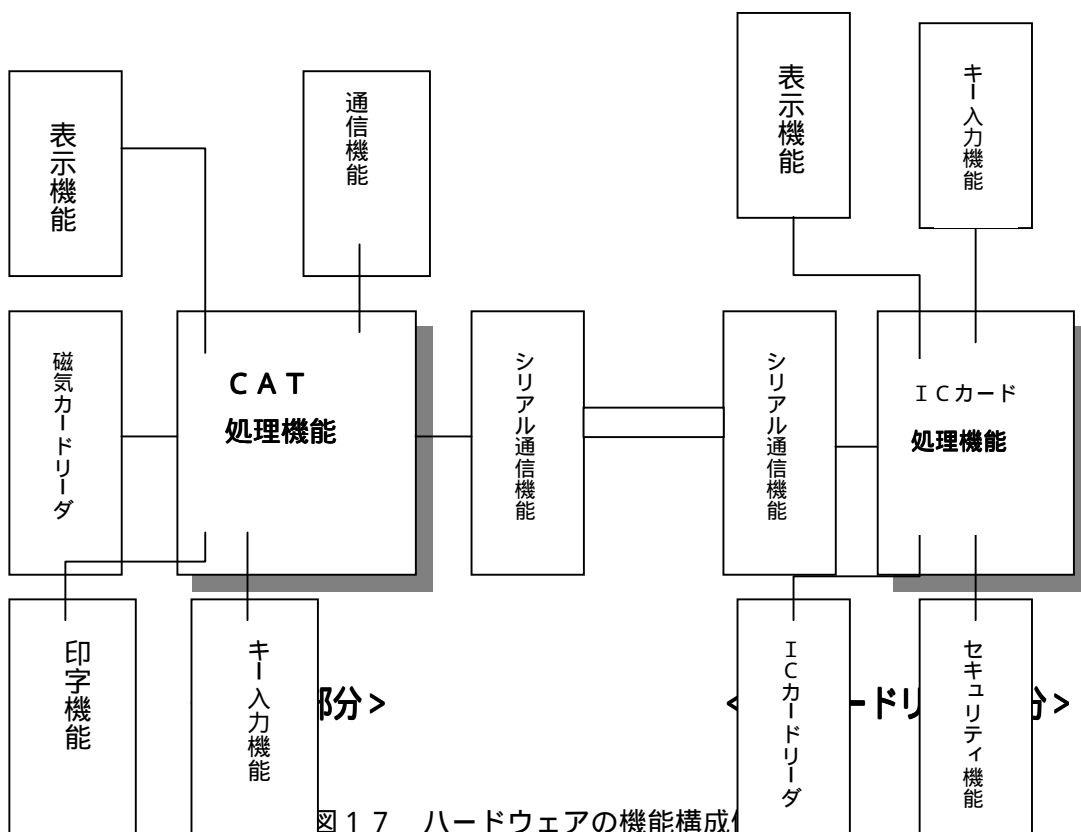 表示機能
通信機能
表示機能
キー入力機能
磁気カードリーダ
ＣＡＴ
処理機能
シリアル通信機能
シリアル通信機能
ＩＣカード
処理機能
印字機能
キー入力機能
ＩＣカードリーダ
セキュリティ機能
部分＞
＜ ードリ 分＞
図１７　ハードウェアの機能構成